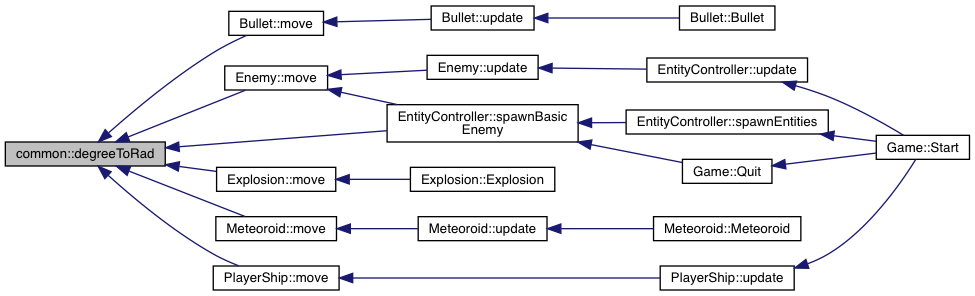 Bullet::move
Bullet::update
Bullet::Bullet
Enemy::move
Enemy::update
EntityController::update
EntityController::spawnBasic
Enemy
EntityController::spawnEntities
common::degreeToRad
Game::Start
Explosion::move
Explosion::Explosion
Game::Quit
Meteoroid::move
Meteoroid::update
Meteoroid::Meteoroid
PlayerShip::move
PlayerShip::update